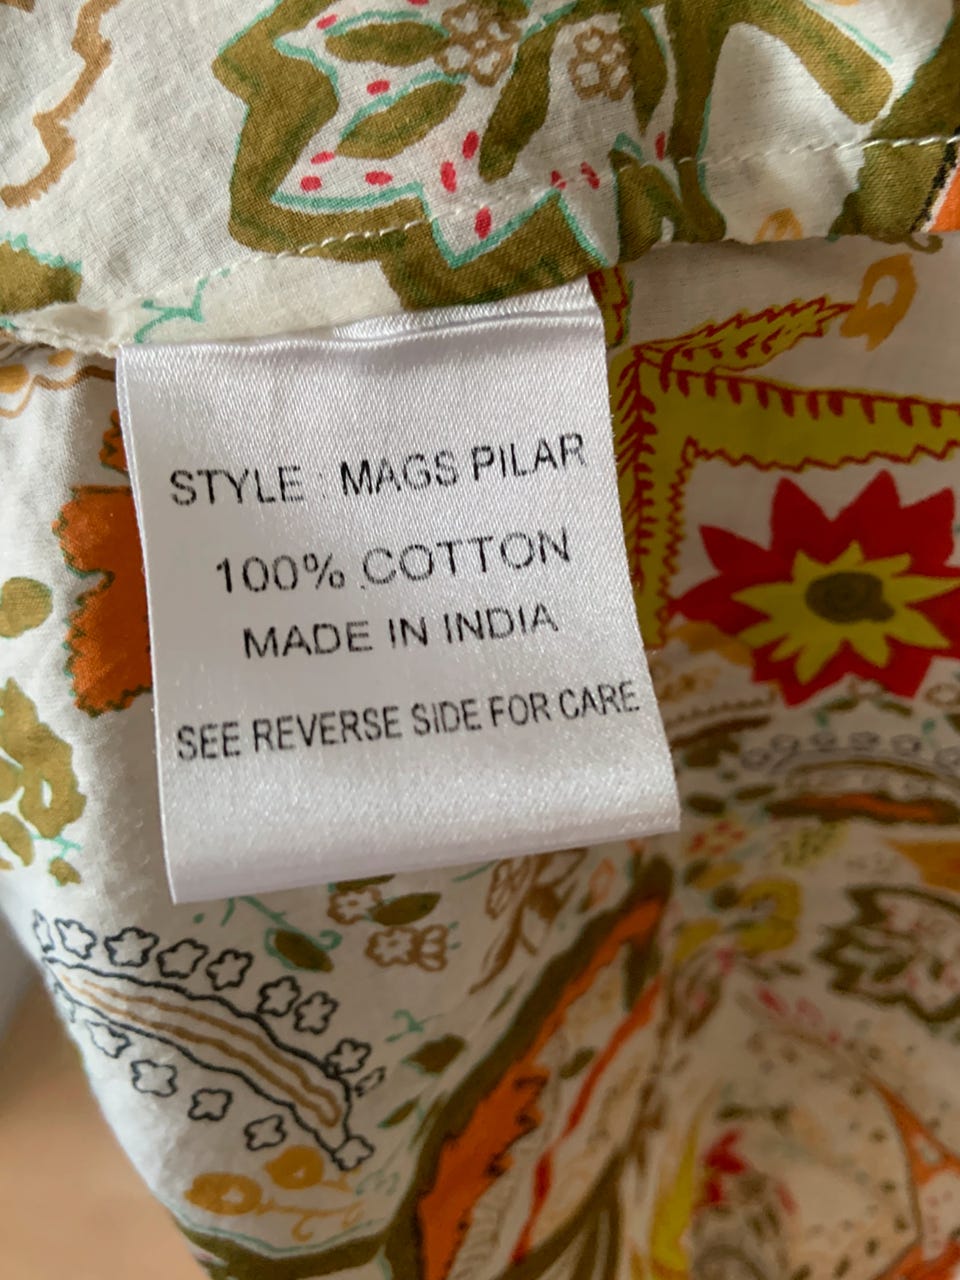 STYLE : MAGS PILAR
100% COTTON
MADE IN INDIA
SEE REVERSE SIDE FOR CARE